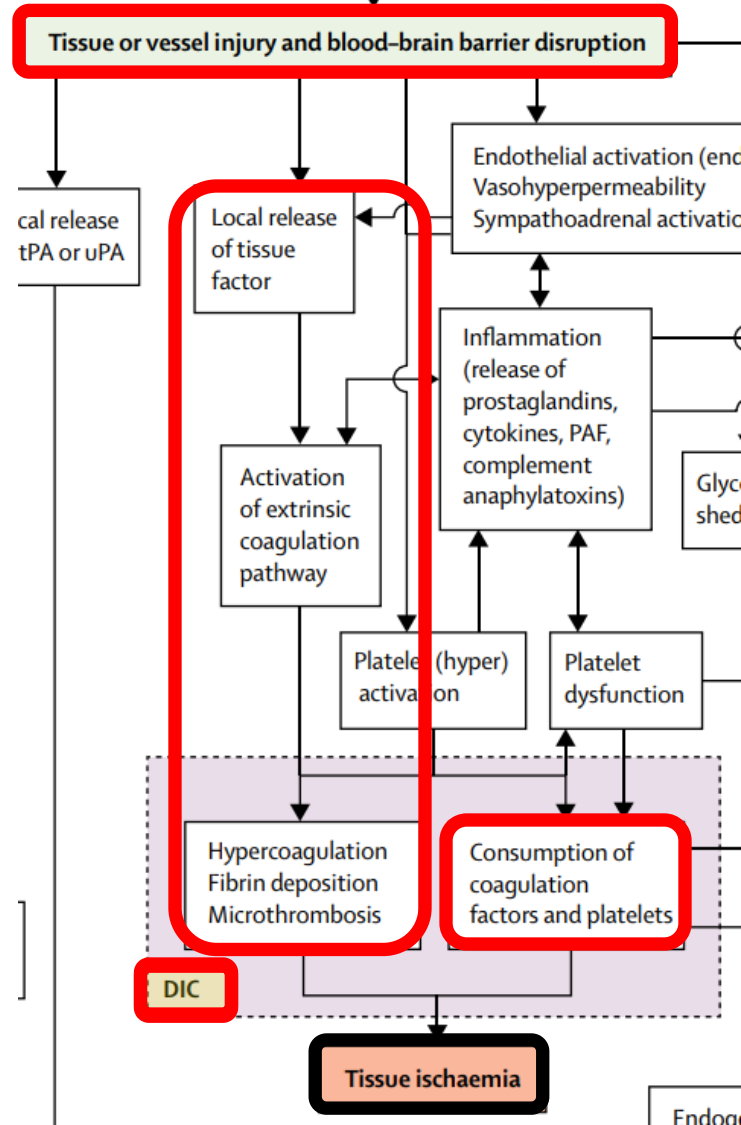 Tissue or vessel injury and blood–brain barrier disruption
cal release
tPA or uPA
Local release
of tissue
factor
Endothelial activation (end
Vasohyperpermeability
Sympathoadrenal activatio
Inflammation
(release of
prostaglandins,
cytokines, PAF,
complement
anaphylatoxins)
Activation
of extrinsic
coagulation
pathway
Glyc
shed
Platelet (hyper)
activation
Platelet
dysfunction
Hypercoagulation
Fibrin deposition
Microthrombosis
Consumption of
coagulation
factors and platelets
DIC
Tissue ischaemia
Endog